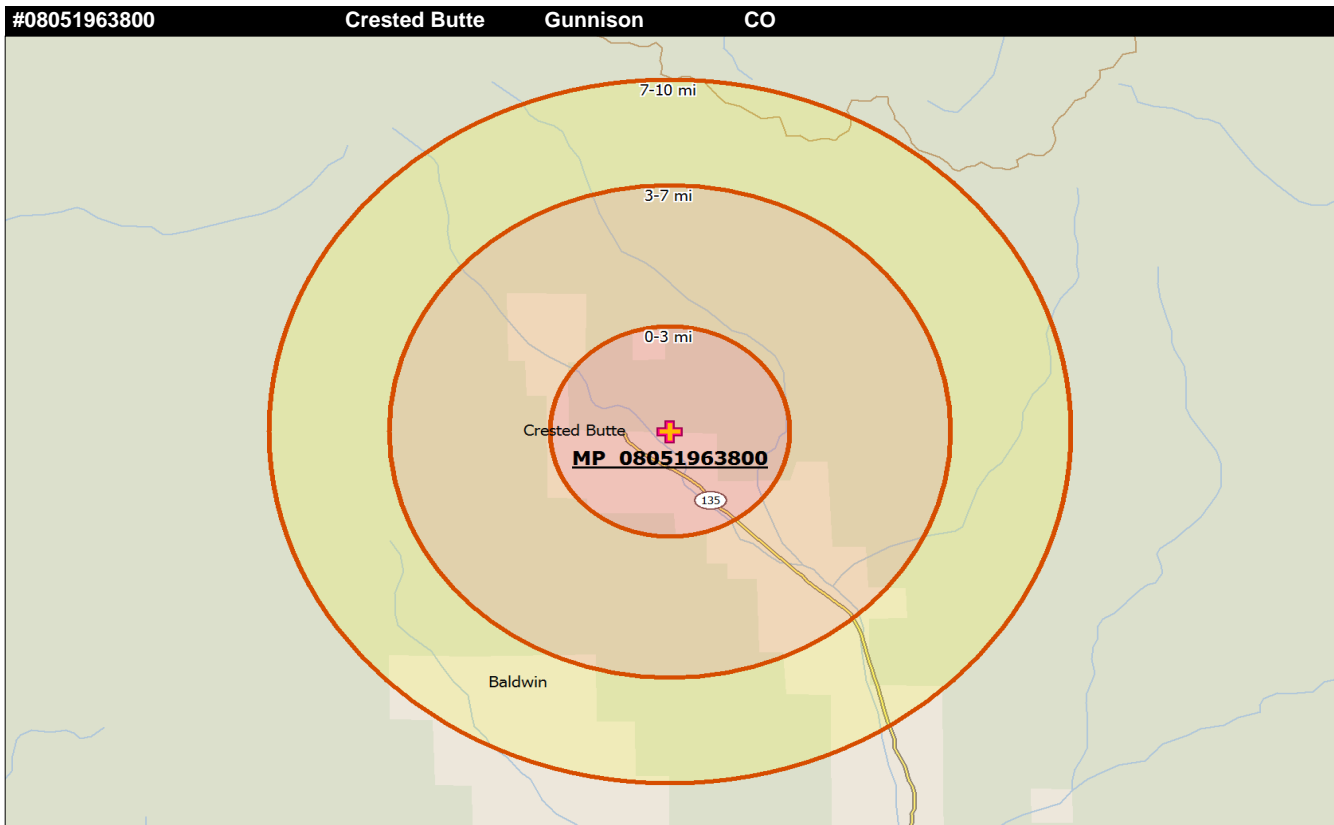 #08051963800 Crested Butte Gunnison CO
7-10 mi
3-7 mi
0-3 mi
Crested Butte
MP 08051963800
135
Baldwin